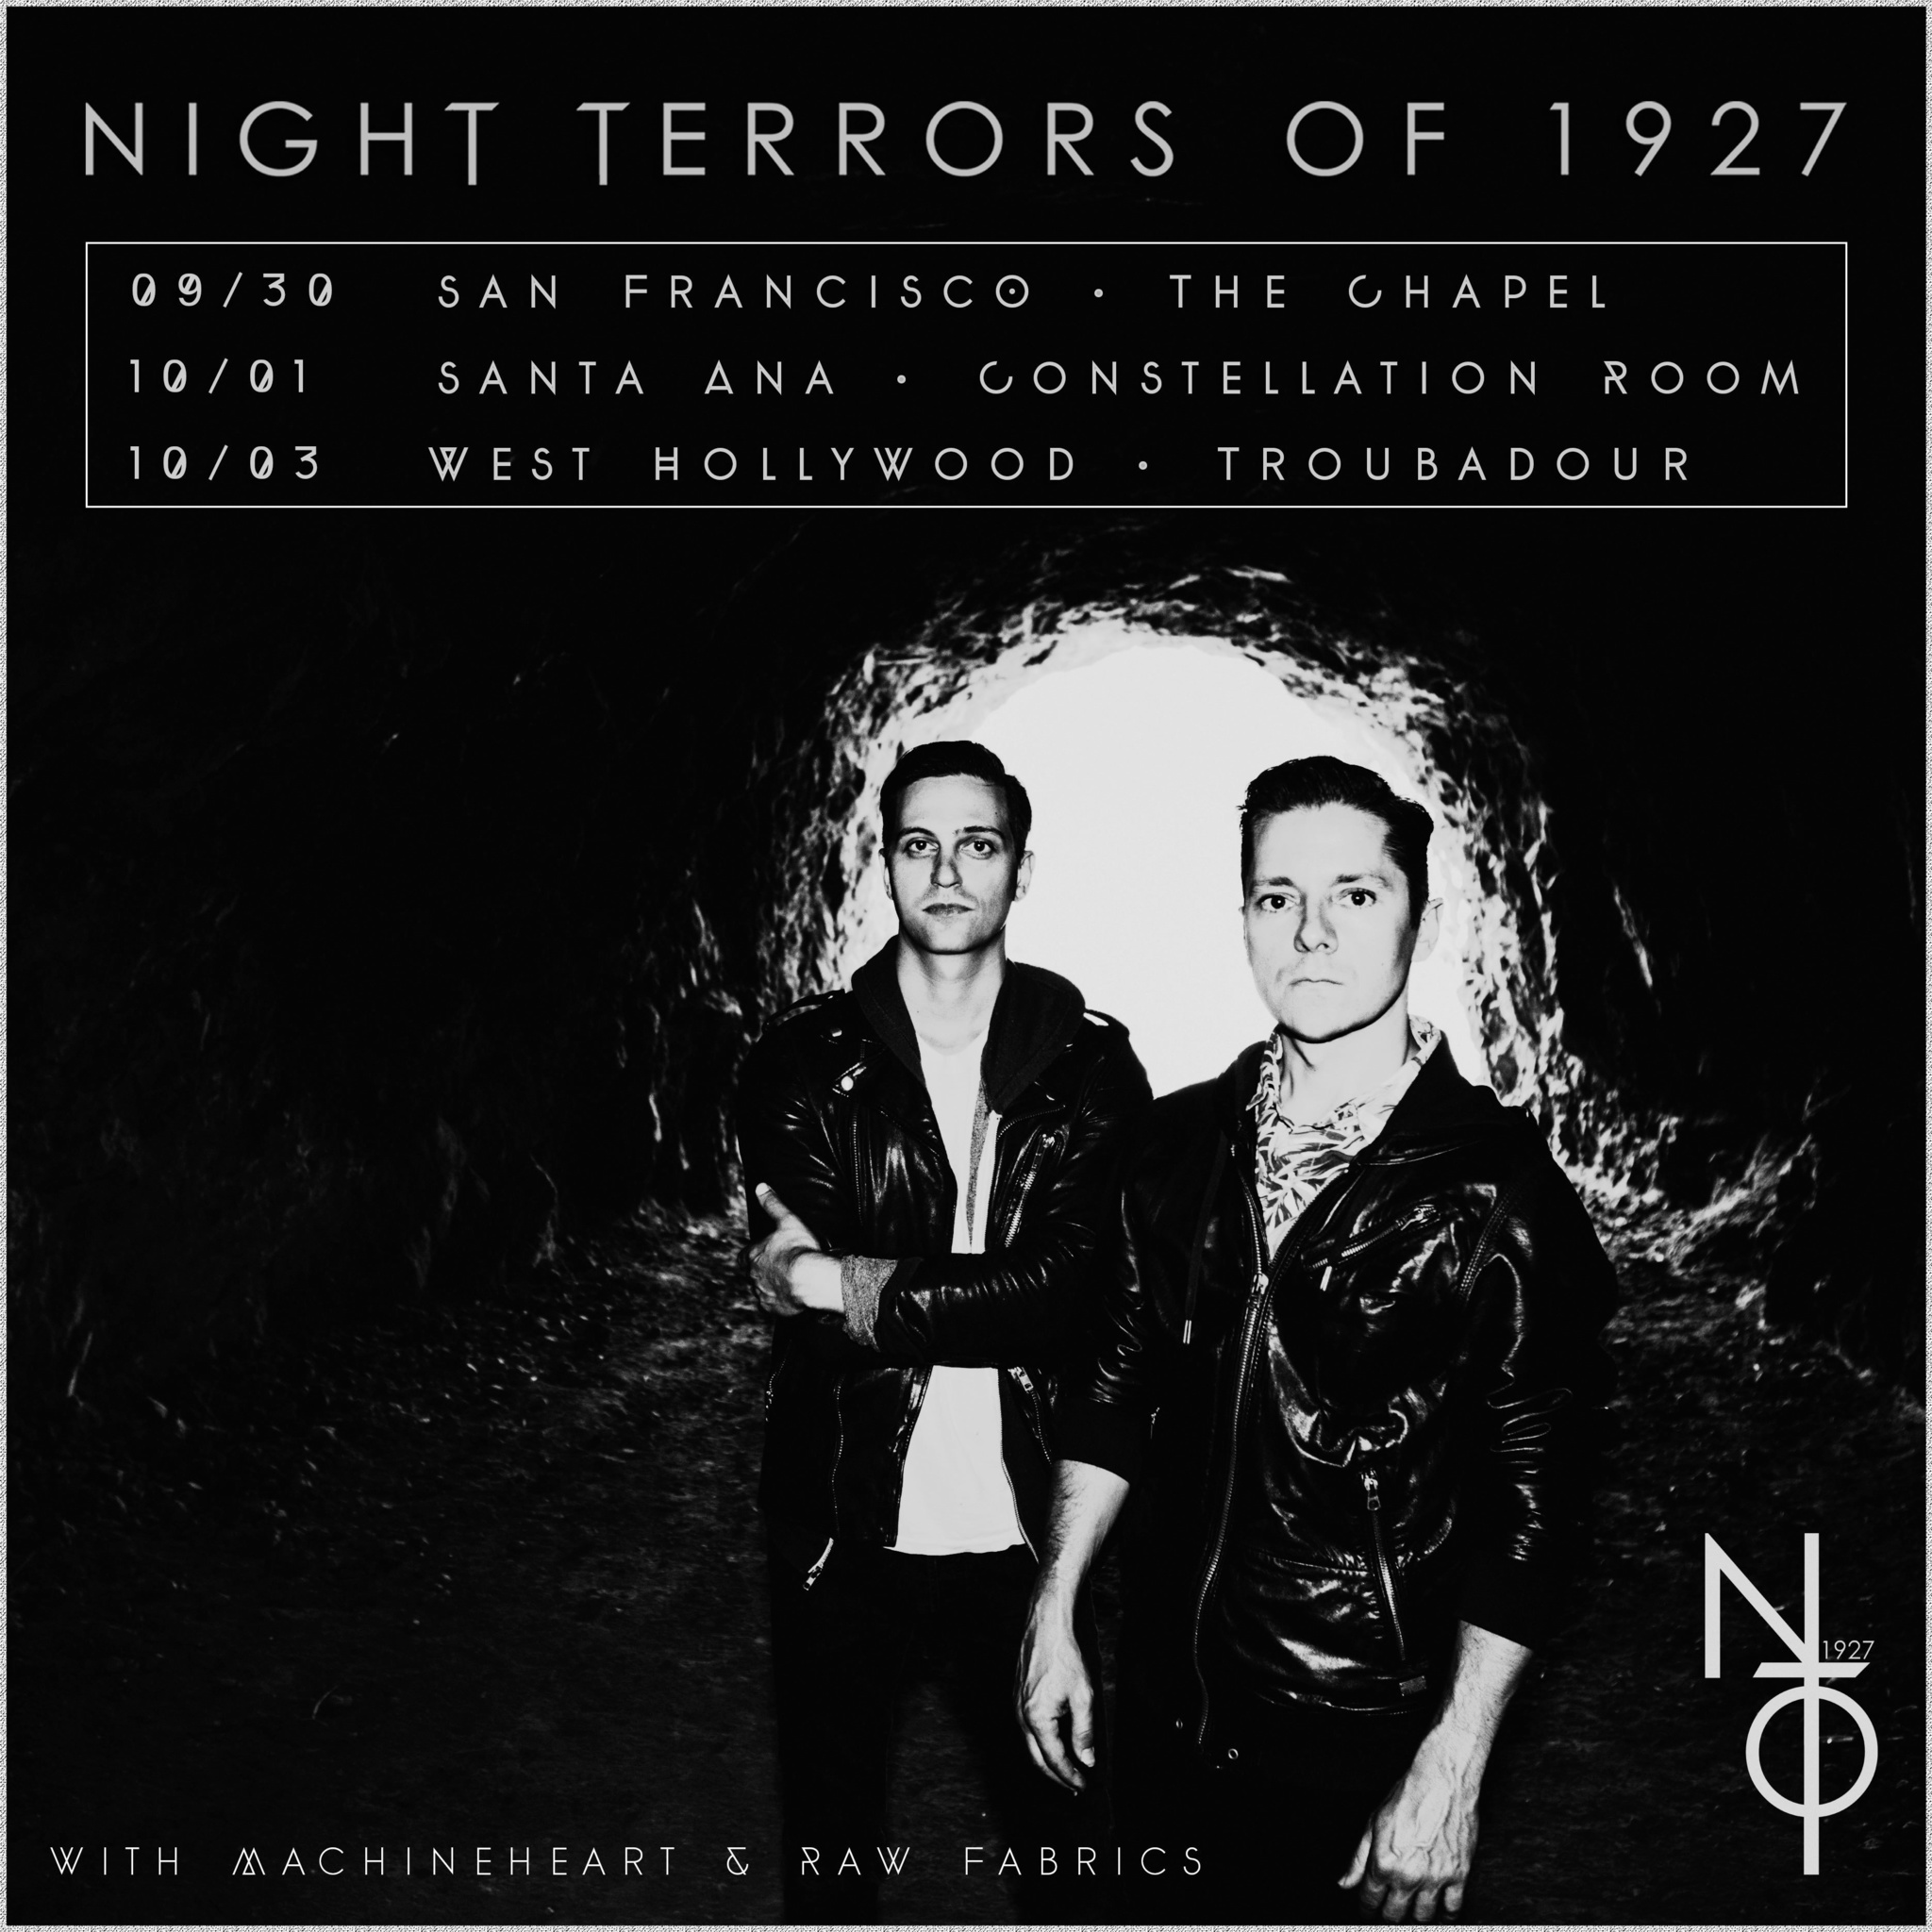 NIGHT TERRORS OF 1927
09/30 SAN FRANCISCO • THE CHAPEL
10/01 SANTA ANA • CONSTELLATION ROOM
10/03 WEST HOLLYWOOD • TROUBADOUR
NTO
1927
WITH MACHINEHEART & RAW FABRICS